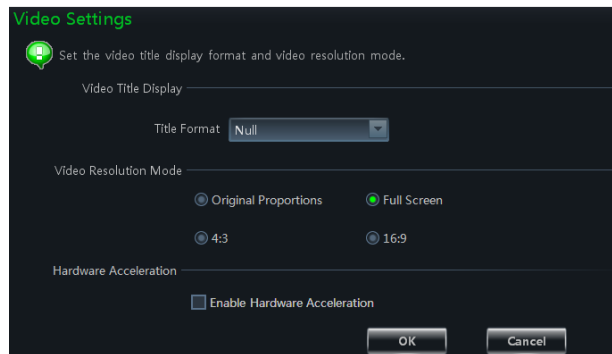 Video Settings
Set the video title display format and video resolution mode.
Video Title Display
Title Format Null
Video Resolution Mode
Original Proportions Full Screen
4:3 16:9
Hardware Acceleration
Enable Hardware Acceleration
OK Cancel